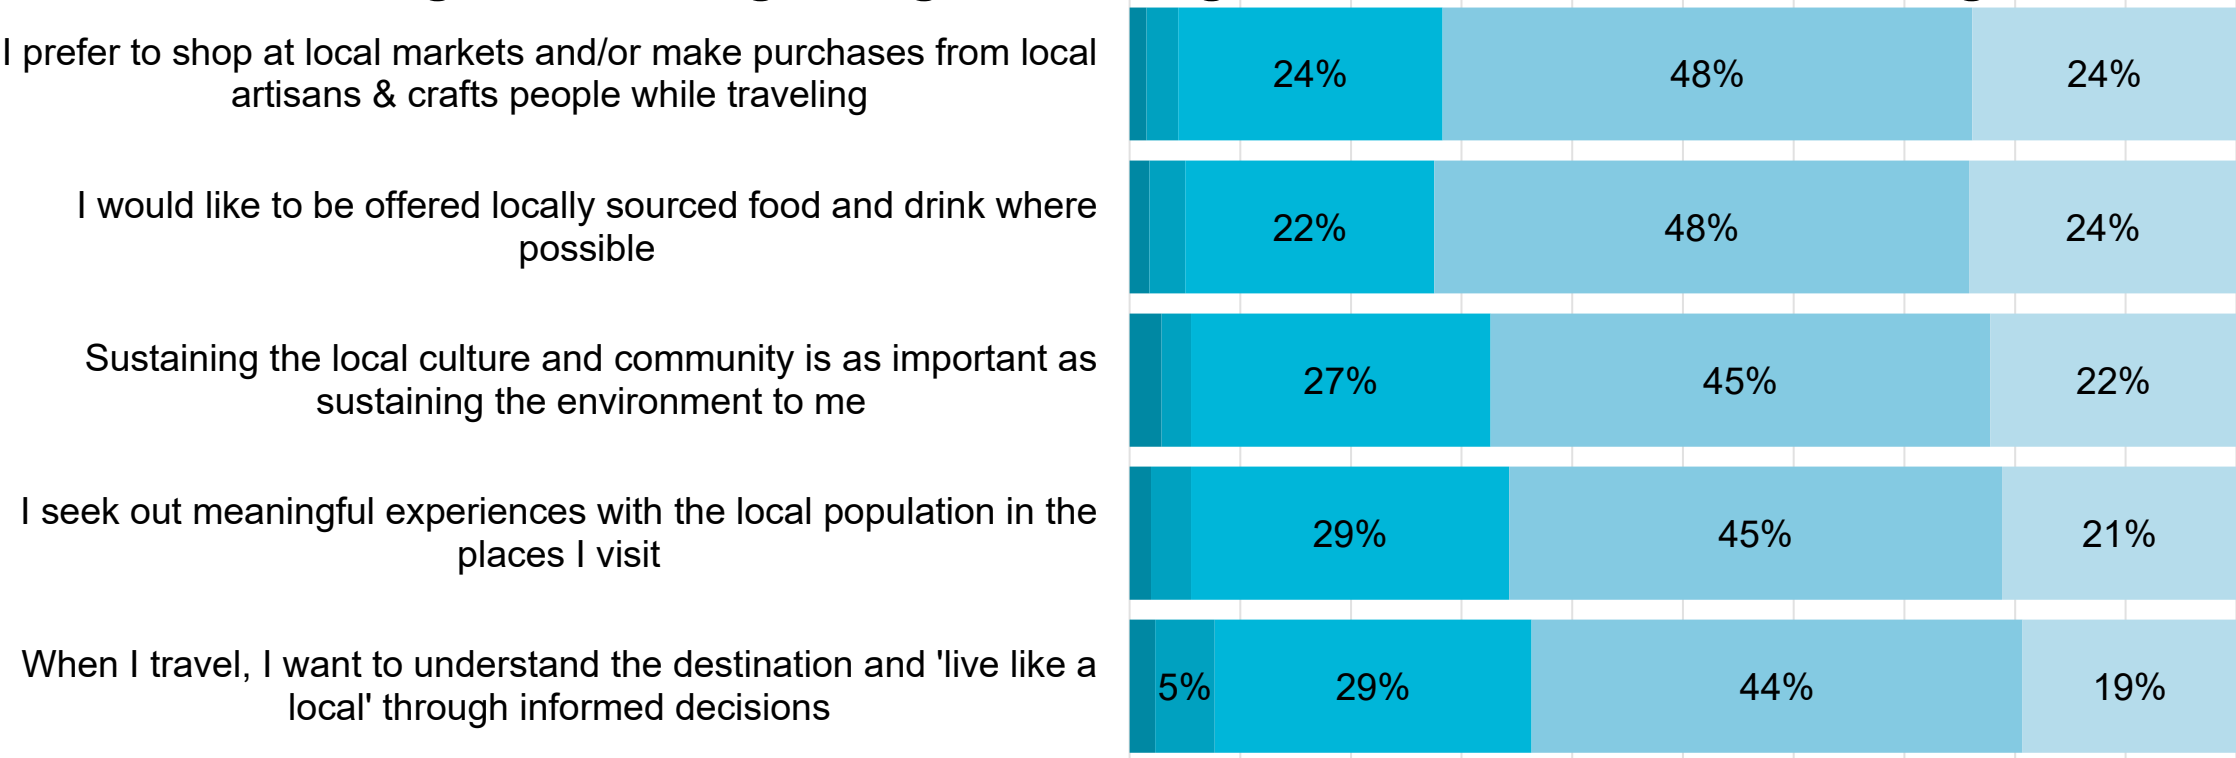 I prefer to shop at local markets and/or make purchases from local
artisans & crafts people while traveling
24% 48% 24%
I would like to be offered locally sourced food and drink where
possible
22% 48% 24%
Sustaining the local culture and community is as important as
sustaining the environment to me
27% 45% 22%
I seek out meaningful experiences with the local population in the
places I visit
29% 45% 21%
When I travel, I want to understand the destination and 'live like a
local' through informed decisions
5% 29% 44% 19%